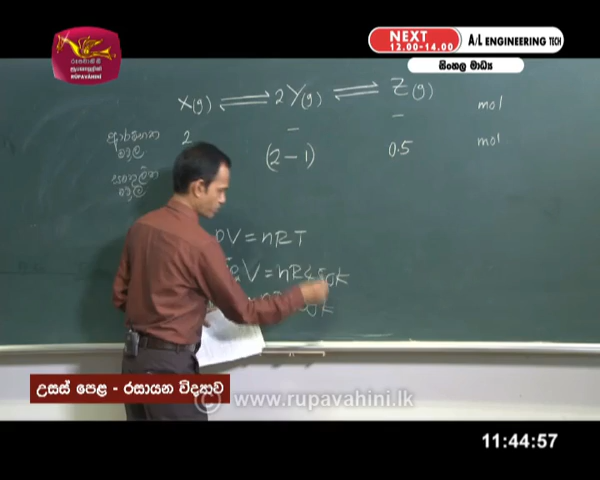 NEXT
12.00-14.00
A/L ENGINEERING TECH
සිංහල මාධ්‍ය
RUPAVAHINI
X(g) ⇌ 2Y(g) ⇌ Z(g) mol
ආරම්භක 2 – –
මවුල (2 – 1) 0.5 mol
සමතුලිත
මවුල
PV = nRT
V = nR
උසස් පෙළ - රසායන විද්‍යාව
© www.rupavahini.lk
11:44:57